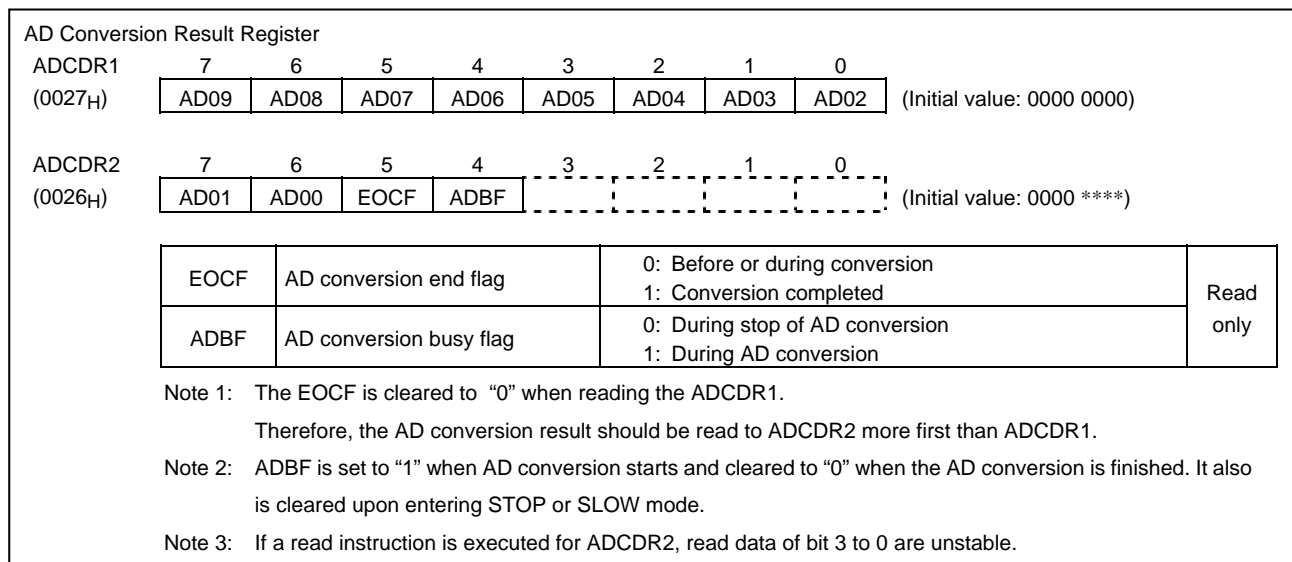 AD Conversion Result Register
ADCDR1 7 6 5 4 3 2 1 0
(0027H) AD09 AD08 AD07 AD06 AD05 AD04 AD03 AD02 (Initial value: 0000 0000)
ADCDR2 7 6 5 4 3 2 1 0
(0026H) AD01 AD00 EOCF ADBF (Initial value: 0000 ****)
EOCF AD conversion end flag 0: Before or during conversion
1: Conversion completed
ADBF AD conversion busy flag 0: During stop of AD conversion
1: During AD conversion
Read
only
Note 1: The EOCF is cleared to “0” when reading the ADCDR1.
Therefore, the AD conversion result should be read to ADCDR2 more first than ADCDR1.
Note 2: ADBF is set to “1” when AD conversion starts and cleared to “0” when the AD conversion is finished. It also
is cleared upon entering STOP or SLOW mode.
Note 3: If a read instruction is executed for ADCDR2, read data of bit 3 to 0 are unstable.